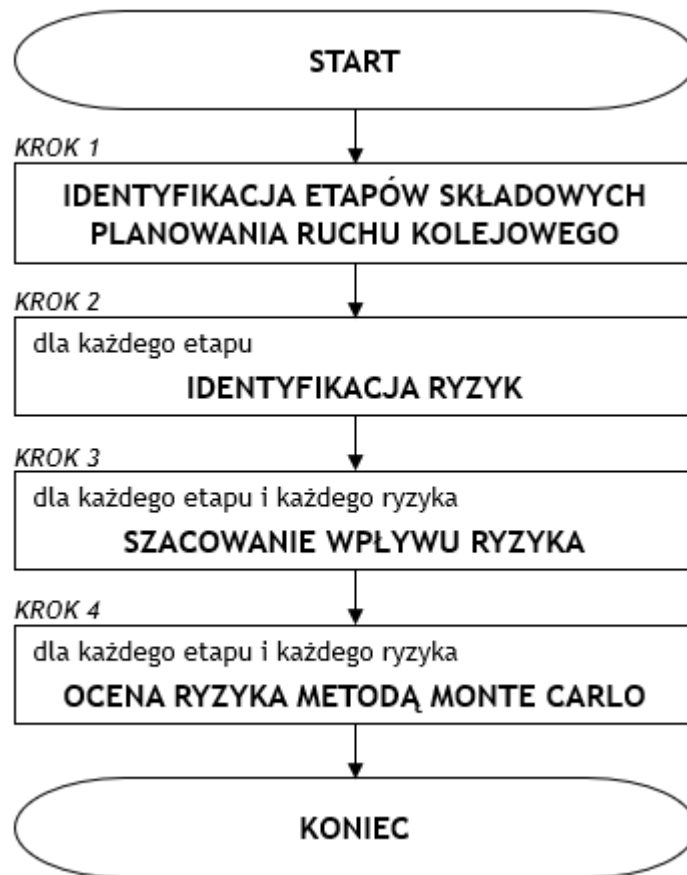 START
KROK 1
IDENTYFIKACJA ETAPÓW SKŁADOWYCH
PLANOWANIA RUCHU KOLEJOWEGO
KROK 2
dla każdego etapu
IDENTYFIKACJA RYZYK
KROK 3
dla każdego etapu i każdego ryzyka
SZACOWANIE WPŁYWU RYZYKA
KROK 4
dla każdego etapu i każdego ryzyka
OCENA RYZYKA METODĄ MONTE CARLO
KONIEC